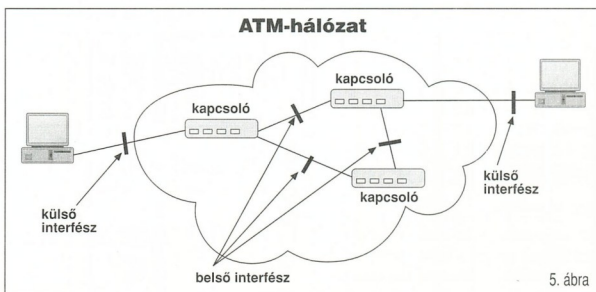 ATM-hálózat
kapcsoló
kapcsoló
kapcsoló
külső
interfész
külső
interfész
belső interfész
5. ábra